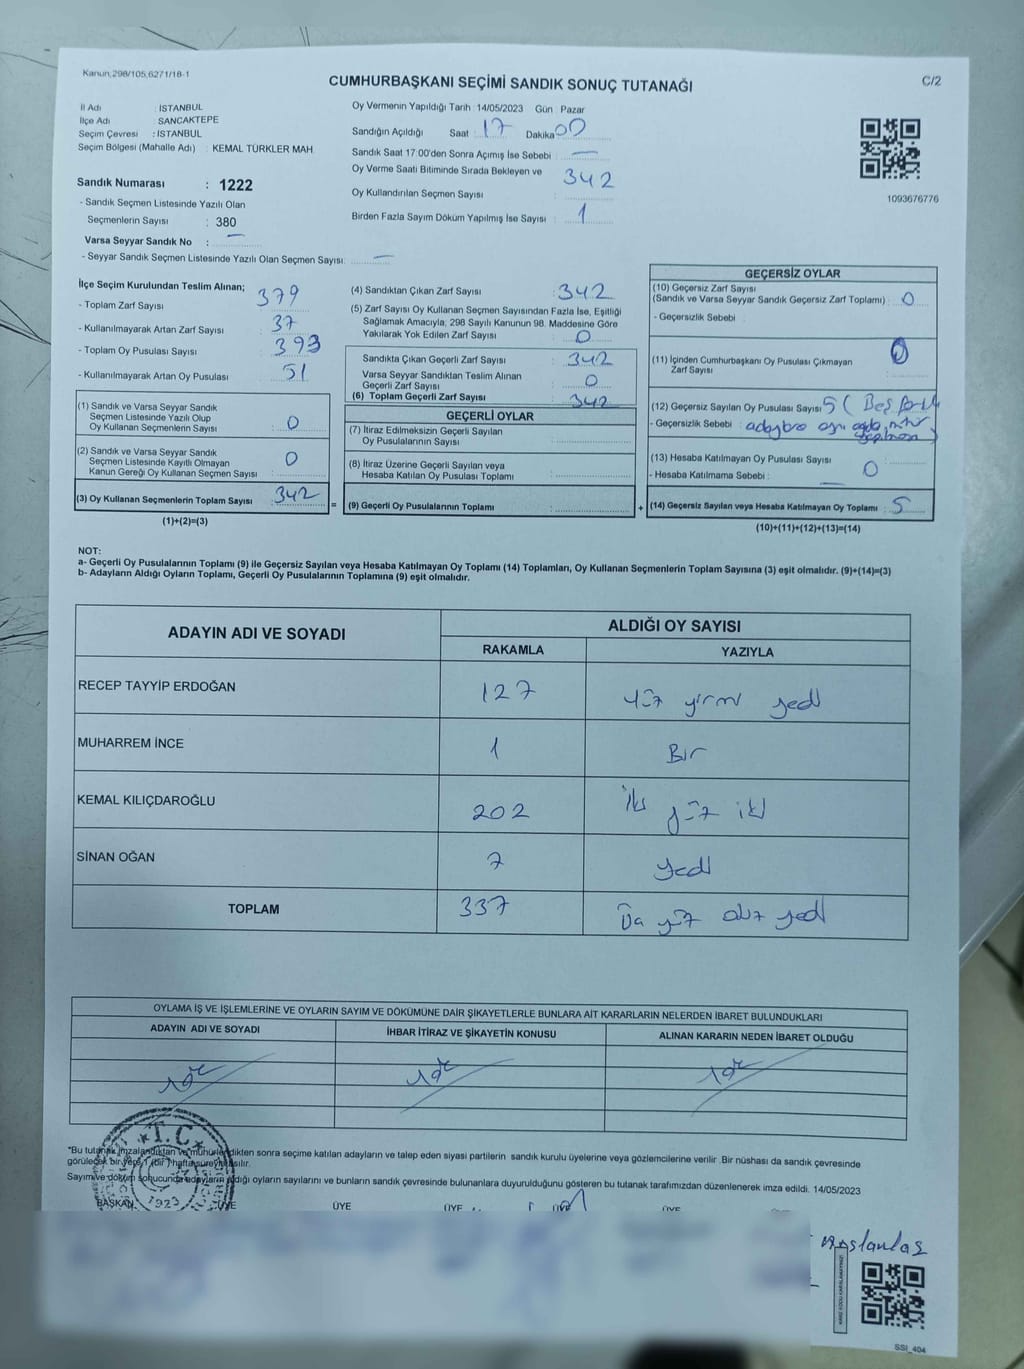 Kanun,298/105,6271/18-1
CUMHURBAŞKANI SEÇİMİ SANDIK SONUÇ TUTANAĞI
C/2
İl Adı : İSTANBUL
İlçe Adı : SANCAKTEPE
Seçim Çevresi : İSTANBUL
Seçim Bölgesi (Mahalle Adı) : KEMAL TÜRKLER MAH.
Sandık Numarası : 1222
- Sandık Seçmen Listesinde Yazılı Olan
Seçmenlerin Sayısı : 380
Varsa Seyyar Sandık No :
- Seyyar Sandık Seçmen Listesinde Yazılı Olan Seçmen Sayısı:
Oy Vermenin Yapıldığı Tarih : 14/05/2023 Gün : Pazar
Sandığın Açıldığı Saat : 17 Dakika 00
Sandık Saat 17:00'den Sonra Açımış İse Sebebi :
Oy Verme Saati Bitiminde Sırada Bekleyen ve
Oy Kullandırılan Seçmen Sayısı : 342
Birden Fazla Sayım Döküm Yapılmış İse Sayısı : 1
1093676776
İlçe Seçim Kurulundan Teslim Alınan;
- Toplam Zarf Sayısı : 379
- Kullanılmayarak Artan Zarf Sayısı : 37
- Toplam Oy Pusulası Sayısı : 393
- Kullanılmayarak Artan Oy Pusulası : 51
(1) Sandık ve Varsa Seyyar Sandık
Seçmen Listesinde Yazılı Olup
Oy Kullanan Seçmenlerin Sayısı : 0
(2) Sandık ve Varsa Seyyar Sandık
Seçmen Listesinde Kayıtlı Olmayan
Kanun Gereği Oy Kullanan Seçmen Sayısı : 0
(3) Oy Kullanan Seçmenlerin Toplam Sayısı : 342
(1)+(2)=(3)
=
(4) Sandıktan Çıkan Zarf Sayısı : 342
(5) Zarf Sayısı Oy Kullanan Seçmen Sayısından Fazla İse, Eşitliği
Sağlamak Amacıyla; 298 Sayılı Kanunun 98. Maddesine Göre
Yakılarak Yok Edilen Zarf Sayısı : 0
Sandıkta Çıkan Geçerli Zarf Sayısı : 342
Varsa Seyyar Sandıktan Teslim Alınan
Geçerli Zarf Sayısı : 0
(6) Toplam Geçerli Zarf Sayısı : 342
GEÇERLİ OYLAR
(7) İtiraz Edilmeksizin Geçerli Sayılan
Oy Pusulalarının Sayısı :
(8) İtiraz Üzerine Geçerli Sayılan veya
Hesaba Katılan Oy Pusulası Toplamı :
(9) Geçerli Oy Pusulalarının Toplamı :
+
GEÇERSİZ OYLAR
(10) Geçersiz Zarf Sayısı
(Sandık ve Varsa Seyyar Sandık Geçersiz Zarf Toplamı) : 0
- Geçersizlik Sebebi :
(11) İçinden Cumhurbaşkanı Oy Pusulası Çıkmayan
Zarf Sayısı : 0
(12) Geçersiz Sayılan Oy Pusulası Sayısı : 5 ( Beş
- Geçersizlik Sebebi :
(13) Hesaba Katılmayan Oy Pusulası Sayısı : 0
- Hesaba Katılmama Sebebi :
(14) Geçersiz Sayılan veya Hesaba Katılmayan Oy Toplamı : 5
(10)+(11)+(12)+(13)=(14)
NOT:
a- Geçerli Oy Pusulalarının Toplamı (9) ile Geçersiz Sayılan veya Hesaba Katılmayan Oy Toplamı (14) Toplamları, Oy Kullanan Seçmenlerin Toplam Sayısına (3) eşit olmalıdır. (9)+(14)=(3)
b- Adayların Aldığı Oyların Toplamı, Geçerli Oy Pusulalarının Toplamına (9) eşit olmalıdır.
ADAYIN ADI VE SOYADI ALDIĞI OY SAYISI
RAKAMLA YAZIYLA
RECEP TAYYİP ERDOĞAN 127 Yüz yirmi yedi
MUHARREM İNCE 1 Bir
KEMAL KILIÇDAROĞLU 202 iki yüz iki
SİNAN OĞAN 7 yedi
TOPLAM 337 Üç yüz otuz yedi
OYLAMA İŞ VE İŞLEMLERİNE VE OYLARIN SAYIM VE DÖKÜMÜNE DAİR ŞİKAYETLERLE BUNLARA AİT KARARLARIN NELERDEN İBARET BULUNDUKLARI
ADAYIN ADI VE SOYADI İHBAR İTİRAZ VE ŞİKAYETİN KONUSU ALINAN KARARIN NEDEN İBARET OLDUĞU
yok yok yok
T.C
1923
*Bu tutanak imzalandıktan ve mühürlendikten sonra seçime katılan adayların ve talep eden siyasi partilerin sandık kurulu üyelerine veya gözlemcilerine verilir .Bir nüshası da sandık çevresinde
görülecek bir yere 1 (bir ) hafta süreyle asılır.
Sayım ve döküm sonucunda adayların aldığı oyların sayılarını ve bunların sandık çevresinde bulunanlara duyurulduğunu gösteren bu tutanak tarafımızdan düzenlenerek imza edildi. 14/05/2023
BAŞKAN ÜYE ÜYE ÜYE ÜYE ÜYE
SSI_404